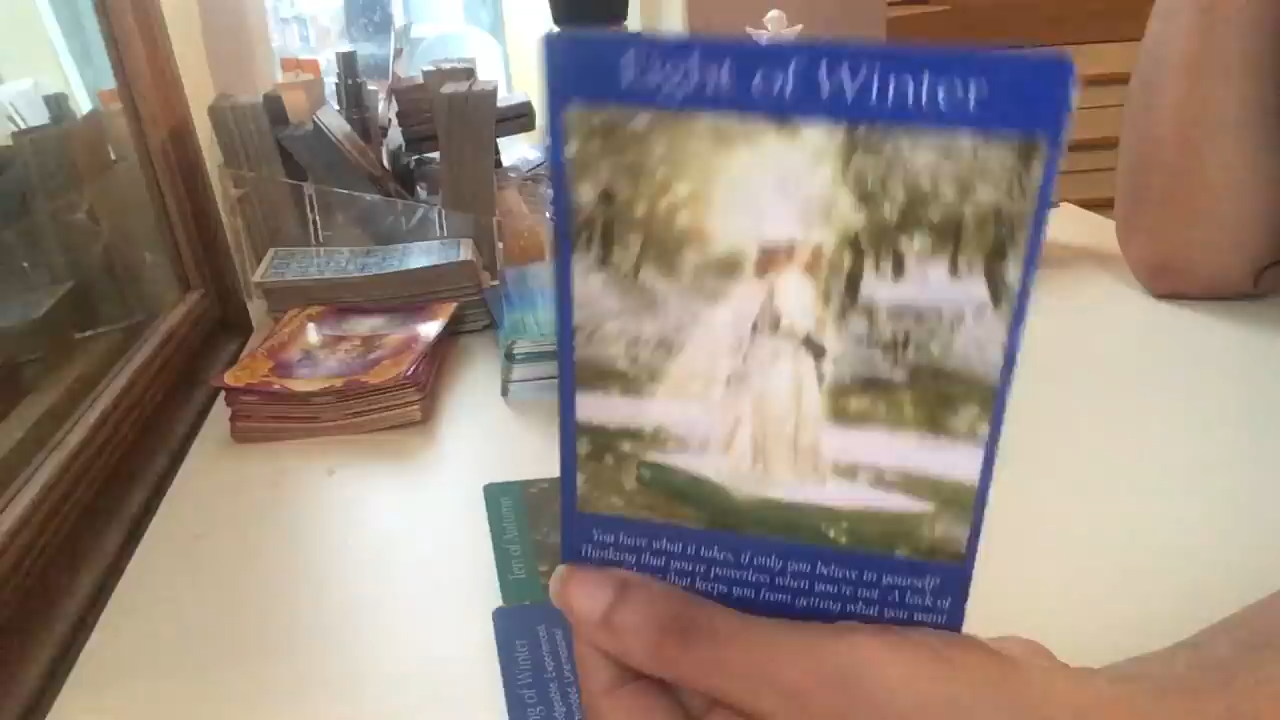 Eight of Winter
You have what it takes, if only you believe in yourself!
Thinking that you're powerless when you're not. A lack of
that keeps you from getting what you want
Ten of Autumn
of Winter
Experienced.
Unemotional